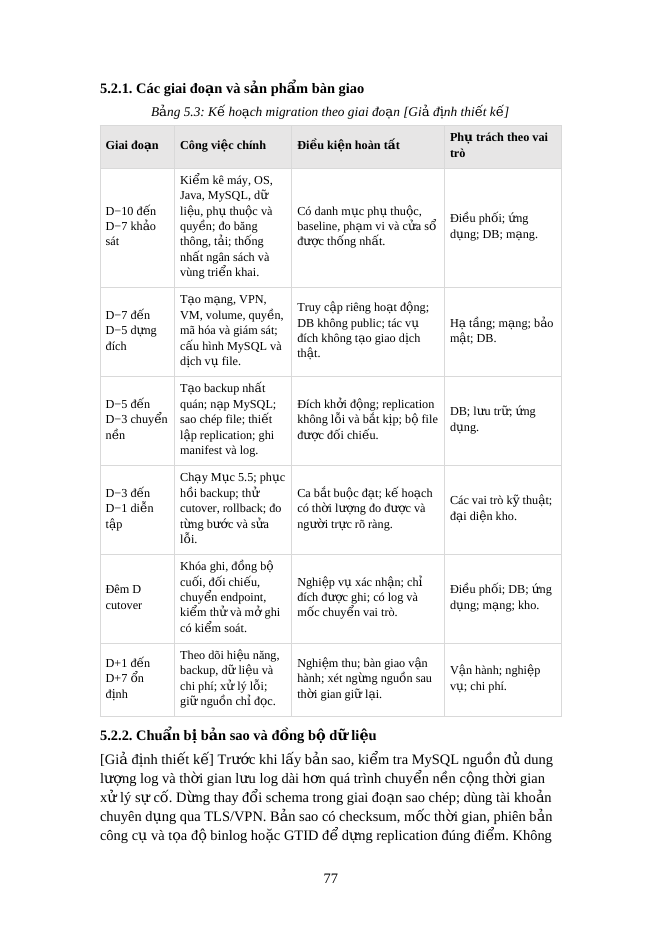 5.2.1. Các giai đoạn và sản phẩm bàn giao
Bảng 5.3: Kế hoạch migration theo giai đoạn [Giả định thiết kế]
Giai đoạn
Công việc chính
Điều kiện hoàn tất
Phụ trách theo vai
trò
D−10 đến
D−7 khảo
sát
Kiểm kê máy, OS,
Java, MySQL, dữ
liệu, phụ thuộc và
quyền; đo băng
thông, tải; thống
nhất ngân sách và
vùng triển khai.
Có danh mục phụ thuộc,
baseline, phạm vi và cửa sổ
được thống nhất.
Điều phối; ứng
dụng; DB; mạng.
D−7 đến
D−5 dựng
đích
Tạo mạng, VPN,
VM, volume, quyền,
mã hóa và giám sát;
cấu hình MySQL và
dịch vụ file.
Truy cập riêng hoạt động;
DB không public; tác vụ
đích không tạo giao dịch
thật.
Hạ tầng; mạng; bảo
mật; DB.
D−5 đến
D−3 chuyển
nền
Tạo backup nhất
quán; nạp MySQL;
sao chép file; thiết
lập replication; ghi
manifest và log.
Đích khởi động; replication
không lỗi và bắt kịp; bộ file
được đối chiếu.
DB; lưu trữ; ứng
dụng.
D−3 đến
D−1 diễn
tập
Chạy Mục 5.5; phục
hồi backup; thử
cutover, rollback; đo
từng bước và sửa
lỗi.
Ca bắt buộc đạt; kế hoạch
có thời lượng đo được và
người trực rõ ràng.
Các vai trò kỹ thuật;
đại diện kho.
Đêm D
cutover
Khóa ghi, đồng bộ
cuối, đối chiếu,
chuyển endpoint,
kiểm thử và mở ghi
có kiểm soát.
Nghiệp vụ xác nhận; chỉ
đích được ghi; có log và
mốc chuyển vai trò.
Điều phối; DB; ứng
dụng; mạng; kho.
D+1 đến
D+7 ổn
định
Theo dõi hiệu năng,
backup, dữ liệu và
chi phí; xử lý lỗi;
giữ nguồn chỉ đọc.
Nghiệm thu; bàn giao vận
hành; xét ngừng nguồn sau
thời gian giữ lại.
Vận hành; nghiệp
vụ; chi phí.
5.2.2. Chuẩn bị bản sao và đồng bộ dữ liệu
[Giả định thiết kế] Trước khi lấy bản sao, kiểm tra MySQL nguồn đủ dung
lượng log và thời gian lưu log dài hơn quá trình chuyển nền cộng thời gian
xử lý sự cố. Dừng thay đổi schema trong giai đoạn sao chép; dùng tài khoản
chuyên dụng qua TLS/VPN. Bản sao có checksum, mốc thời gian, phiên bản
công cụ và tọa độ binlog hoặc GTID để dựng replication đúng điểm. Không
77